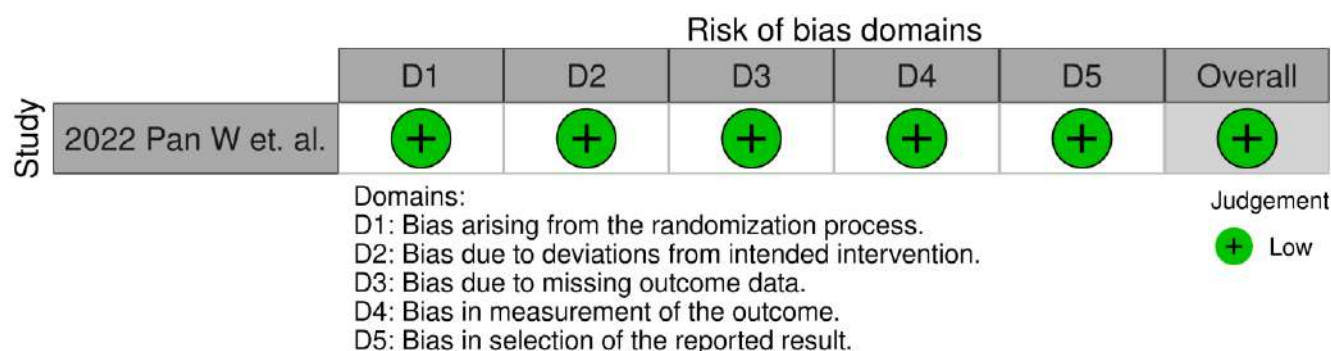 Risk of bias domains
D1 D2 D3 D4 D5 Overall
Study
2022 Pan W et. al. + + + + + +
Domains:
D1: Bias arising from the randomization process.
D2: Bias due to deviations from intended intervention.
D3: Bias due to missing outcome data.
D4: Bias in measurement of the outcome.
D5: Bias in selection of the reported result.
Judgement
+ Low